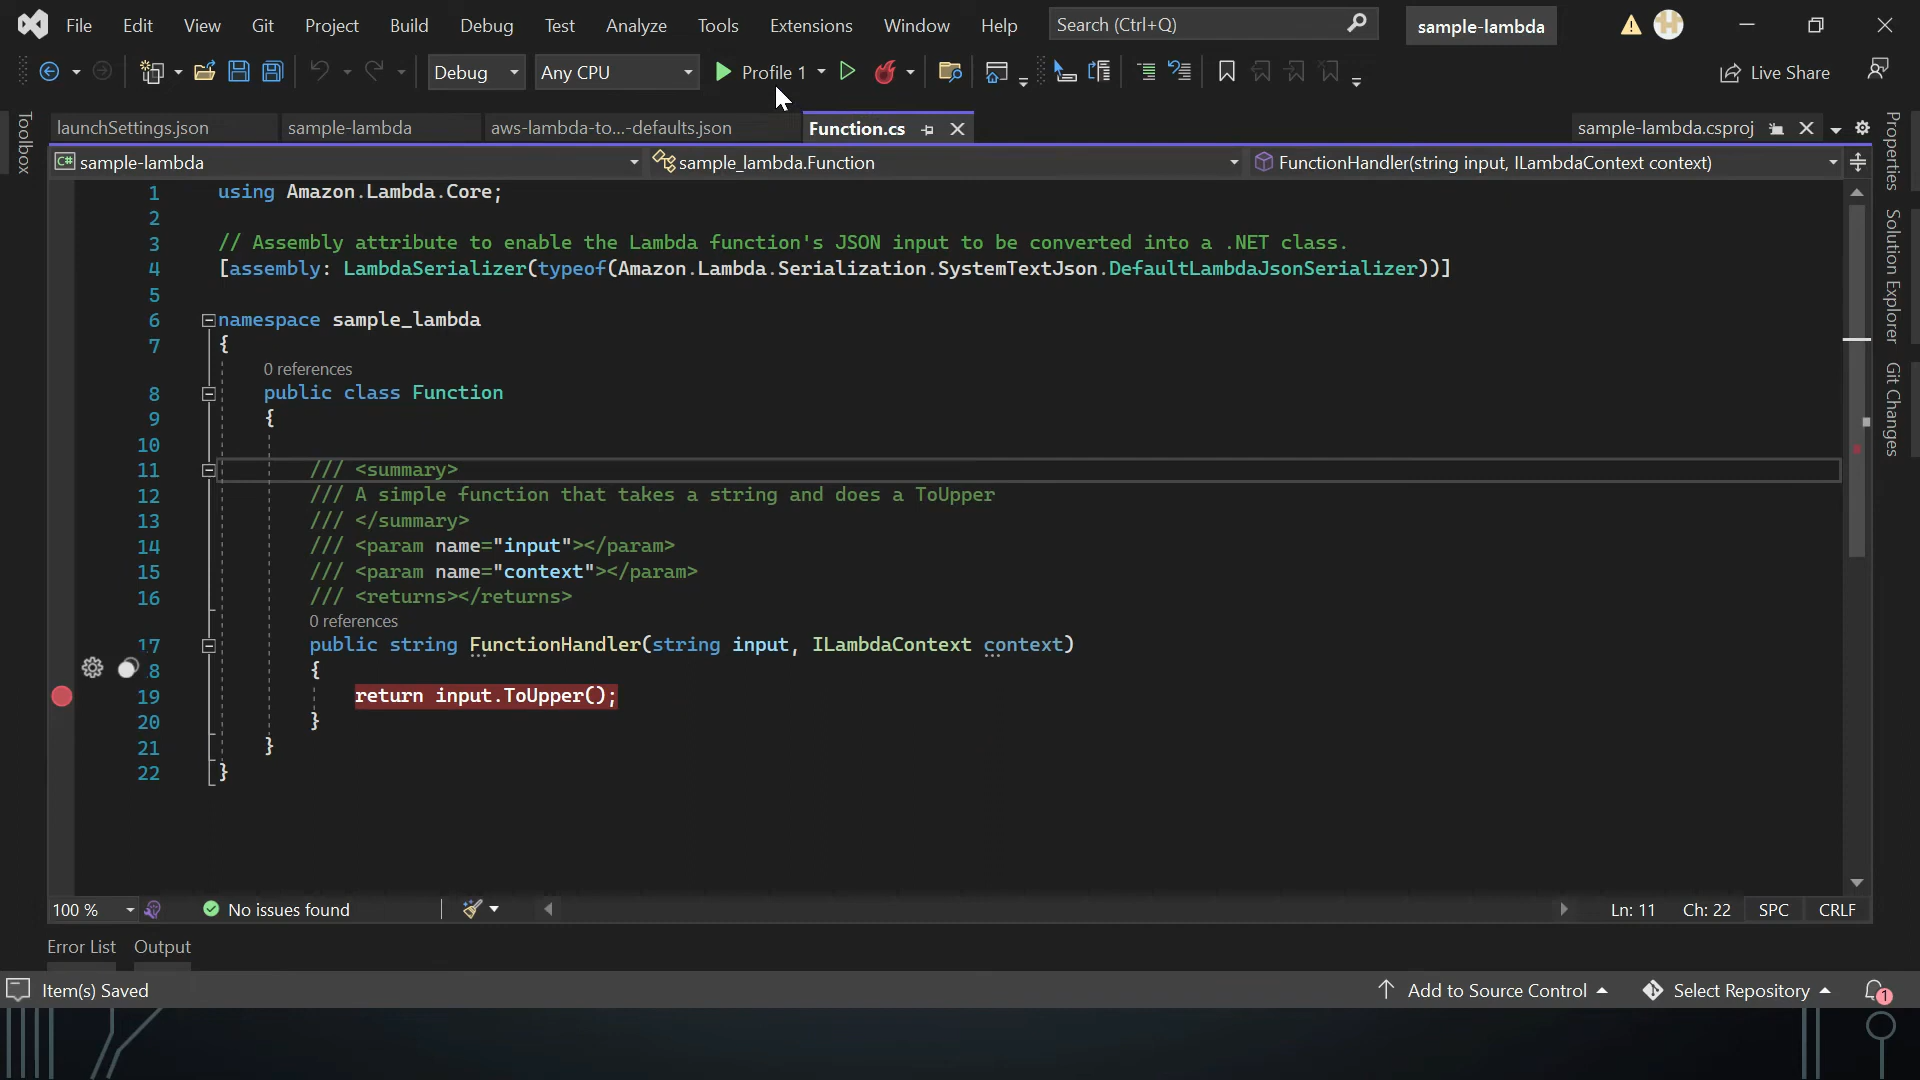 File Edit View Git Project Build Debug Test Analyze Tools Extensions Window Help Search (Ctrl+Q) sample-lambda
Debug Any CPU Profile 1 Live Share
launchSettings.json sample-lambda aws-lambda-to...-defaults.json Function.cs sample-lambda.csproj
Toolbox
Properties
Solution Explorer
Git Changes
C# sample-lambda sample_lambda.Function FunctionHandler(string input, ILambdaContext context)
1 using Amazon.Lambda.Core;
2
3 // Assembly attribute to enable the Lambda function's JSON input to be converted into a .NET class.
4 [assembly: LambdaSerializer(typeof(Amazon.Lambda.Serialization.SystemTextJson.DefaultLambdaJsonSerializer))]
5
6 namespace sample_lambda
7 {
0 references
8 public class Function
9 {
10
11 /// <summary>
12 /// A simple function that takes a string and does a ToUpper
13 /// </summary>
14 /// <param name="input"></param>
15 /// <param name="context"></param>
16 /// <returns></returns>
0 references
17 public string FunctionHandler(string input, ILambdaContext context)
8 {
19 return input.ToUpper();
20 }
21 }
22 }
100 % No issues found Ln: 11 Ch: 22 SPC CRLF
Error List Output
Item(s) Saved Add to Source Control Select Repository 1